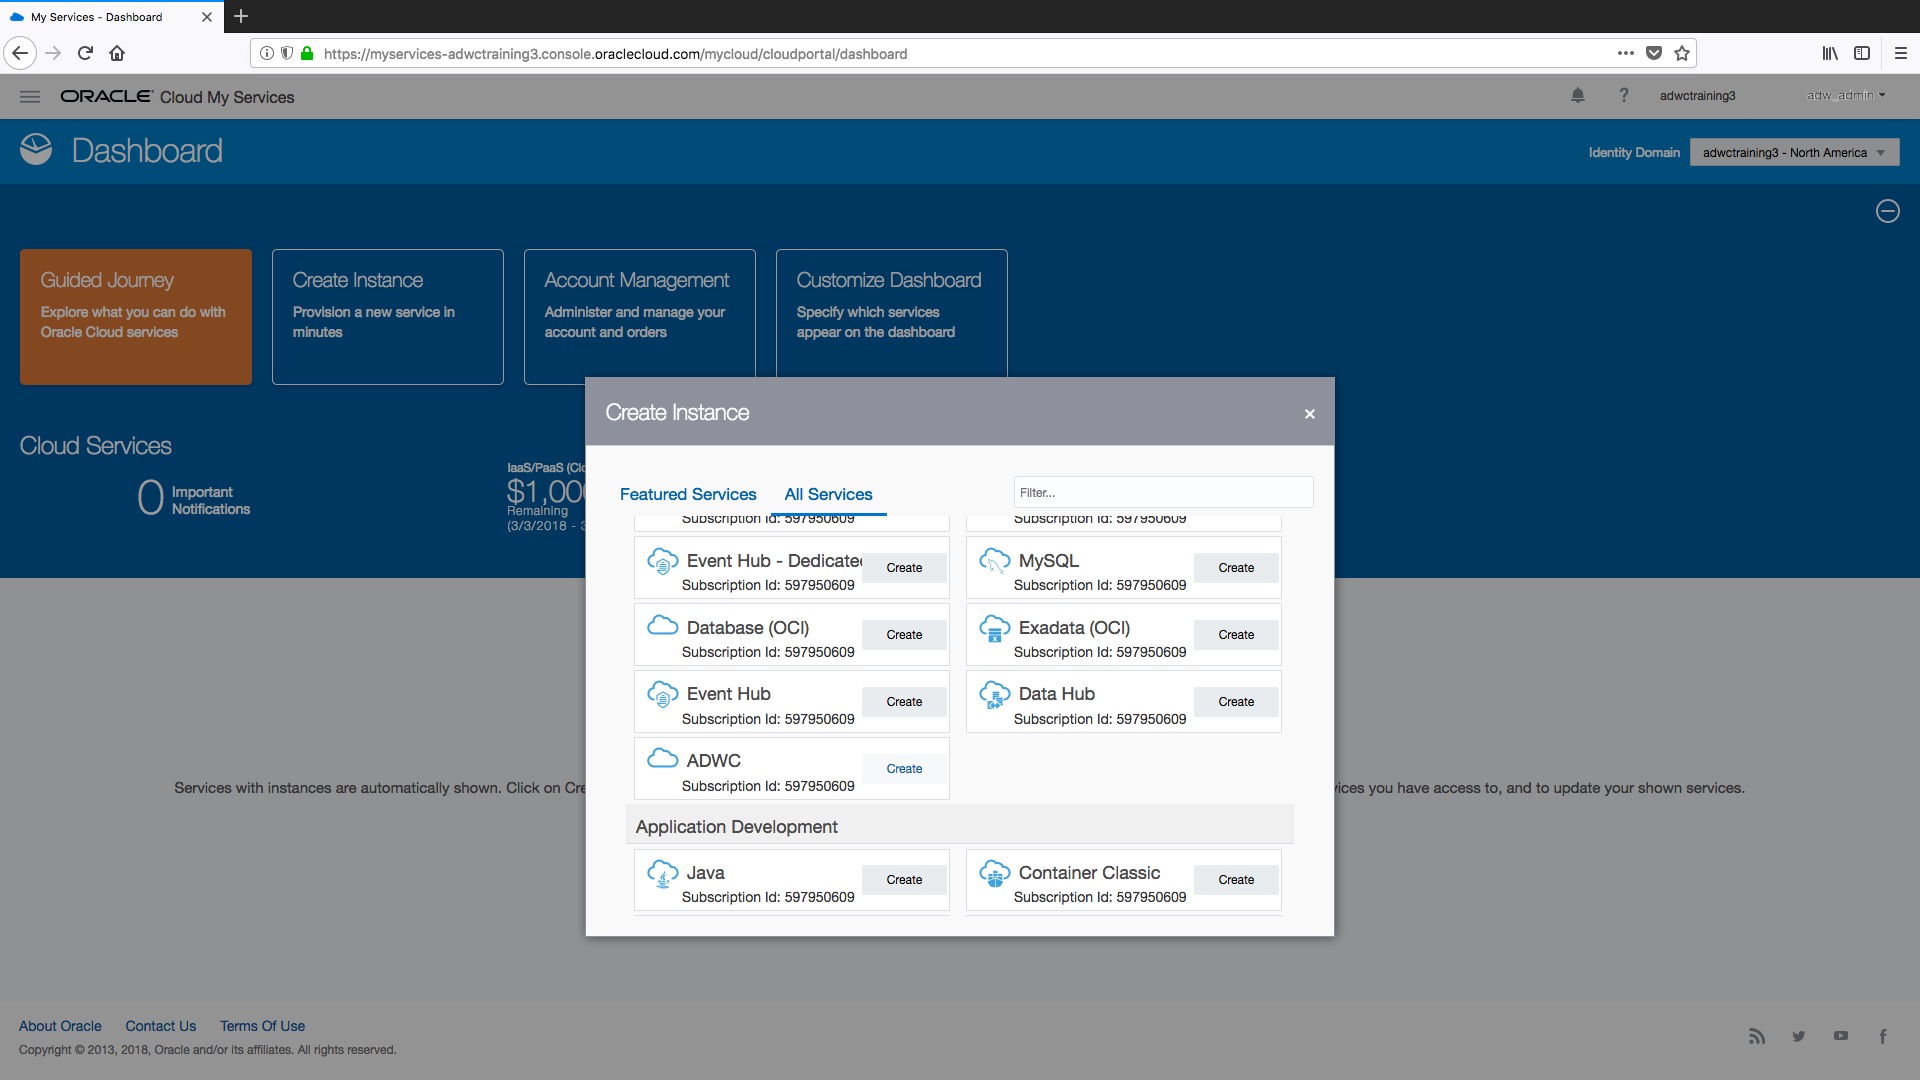 My Services - Dashboard
https://myservices-adwctraining3.console.oraclecloud.com/mycloud/cloudportal/dashboard
ORACLE Cloud My Services
? adwctraining3 adw_admin
Dashboard
Identity Domain adwctraining3 - North America
Guided Journey
Explore what you can do with
Oracle Cloud services
Create Instance
Provision a new service in
minutes
Account Management
Administer and manage your
account and orders
Customize Dashboard
Specify which services
appear on the dashboard
Cloud Services
0 Important
Notifications
IaaS/PaaS
Remaining
(3/3/2018 -
Create Instance
×
Featured Services All Services Filter...
Subscription Id: 597950609 Subscription Id: 597950609
Event Hub - Dedicated Create
Subscription Id: 597950609
MySQL Create
Subscription Id: 597950609
Database (OCI) Create
Subscription Id: 597950609
Exadata (OCI) Create
Subscription Id: 597950609
Event Hub Create
Subscription Id: 597950609
Data Hub Create
Subscription Id: 597950609
ADWC Create
Subscription Id: 597950609
Application Development
Java Create
Subscription Id: 597950609
Container Classic Create
Subscription Id: 597950609
Services with instances are automatically shown. Click on you have access to, and to update your shown services.
About Oracle Contact Us Terms Of Use
Copyright © 2013, 2018, Oracle and/or its affiliates. All rights reserved.